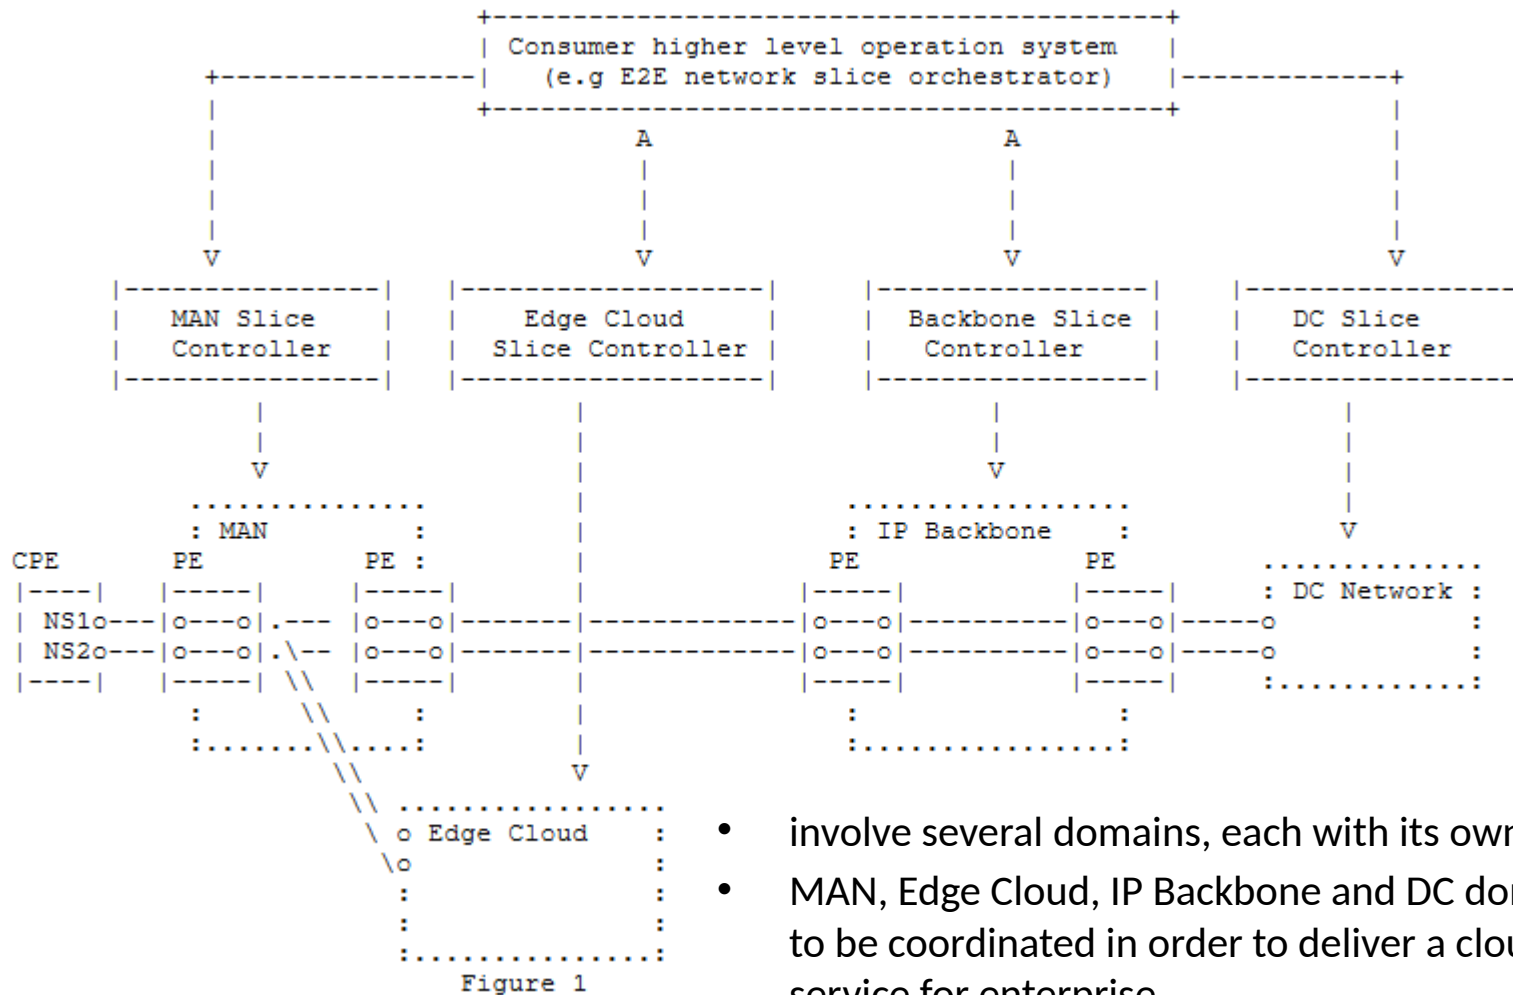 Consumer higher level operation system
(e.g E2E network slice orchestrator)
A A
V V V V
MAN Slice Controller
Edge Cloud Slice Controller
Backbone Slice Controller
DC Slice Controller
V V V
: MAN :
: IP Backbone :
CPE PE PE : PE PE
: DC Network :
NS1o---|o---o|.--- |o---o|-------|-------------|o---o|----------|o---o|-----o :
NS2o---|o---o|.\-- |o---o|-------|-------------|o---o|----------|o---o|-----o :
V
o Edge Cloud :
\o :
Figure 1
• involve several domains, each with its own
• MAN, Edge Cloud, IP Backbone and DC
to be coordinated in order to deliver a
service for enterprise